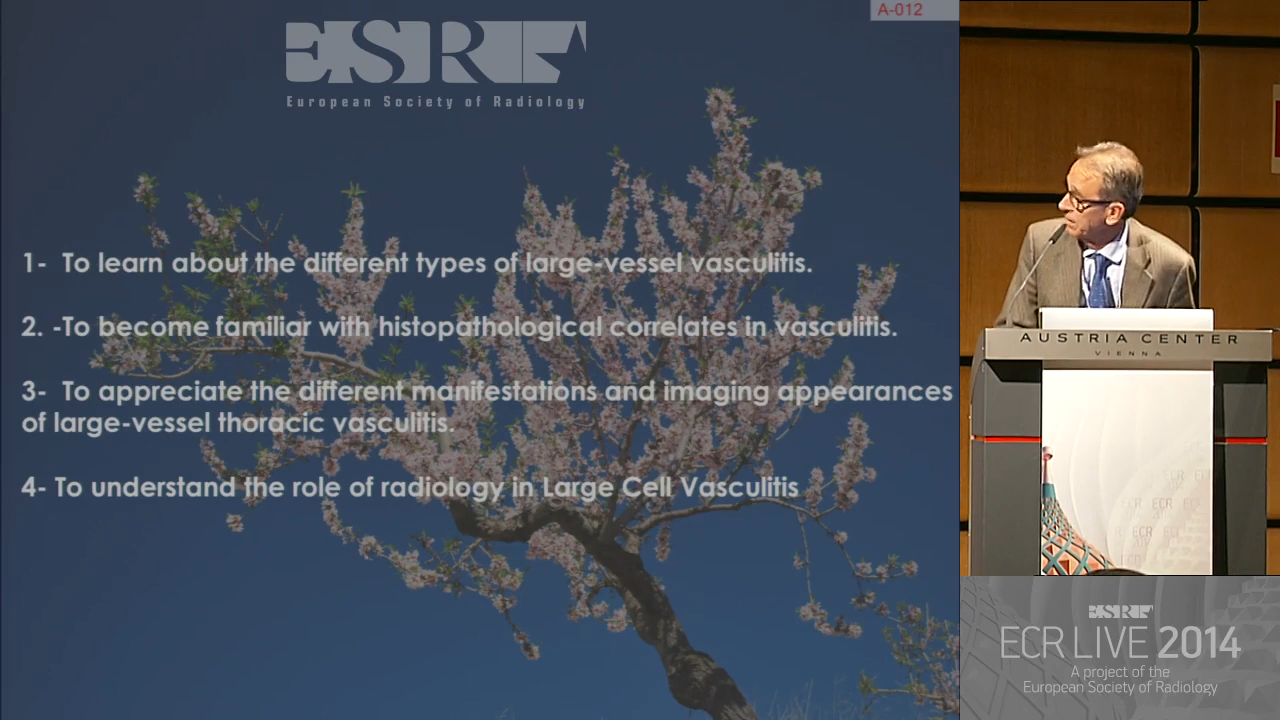 A-012
ESR
European Society of Radiology
1- To learn about the different types of large-vessel vasculitis.
2. -To become familiar with histopathological correlates in vasculitis.
3- To appreciate the different manifestations and imaging appearances
of large-vessel thoracic vasculitis.
4- To understand the role of radiology in Large Cell Vasculitis
AUSTRIA CENTER
VIENNA
ECR ECR
ECR
ESR
ECR LIVE 2014
A project of the
European Society of Radiology